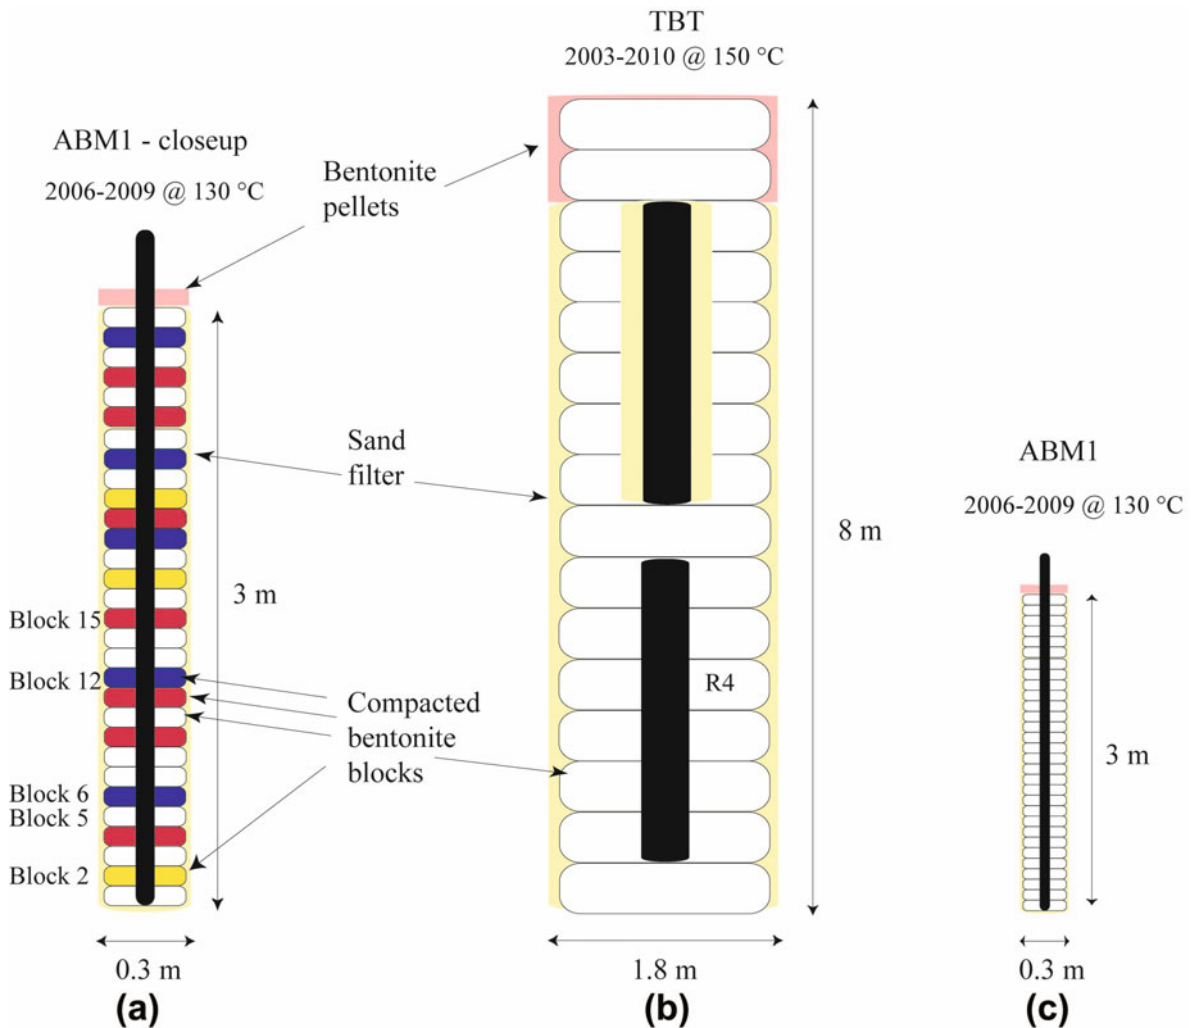 TBT
2003-2010 @ 150 °C
ABM1 - closeup
2006-2009 @ 130 °C
Bentonite
pellets
Sand
filter
ABM1
2006-2009 @ 130 °C
8 m
3 m
Block 15
Block 12
R4
Compacted
bentonite
blocks
3 m
Block 6
Block 5
Block 2
0.3 m
1.8 m
0.3 m
(a)
(b)
(c)